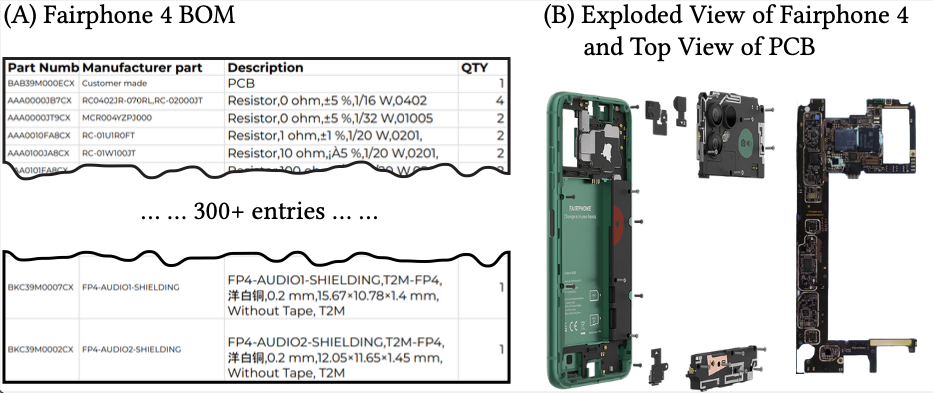 (A) Fairphone 4 BOM
(B) Exploded View of Fairphone 4
and Top View of PCB
Part Numb Manufacturer part Description QTY
BAB39M000ECX Customer made PCB 1
AAA0000JB7CX RC0402JR-070RL,RC-02000JT Resistor,0 ohm,±5 %,1/16 W,0402 4
AAA0000JT9CX MCR004YZPJ000 Resistor,0 ohm,±5 %,1/32 W,01005 2
AAA0010FA8CX RC-01U1R0FT Resistor,1 ohm,±1 %,1/20 W,0201, 2
AAA0100JA8CX RC-01W100JT Resistor,10 ohm,¡À5 %,1/20 W,0201, 2
... ... 300+ entries ... ...
BKC39M0007CX FP4-AUDIO1-SHIELDING FP4-AUDIO1-SHIELDING,T2M-FP4,
洋白铜,0.2 mm,15.67×10.78×1.4 mm,
Without Tape, T2M 1
BKC39M0002CX FP4-AUDIO2-SHIELDING FP4-AUDIO2-SHIELDING,T2M-FP4,
洋白铜,0.2 mm,12.05×11.65×1.45 mm,
Without Tape, T2M 1
FAIRPHONE
CE